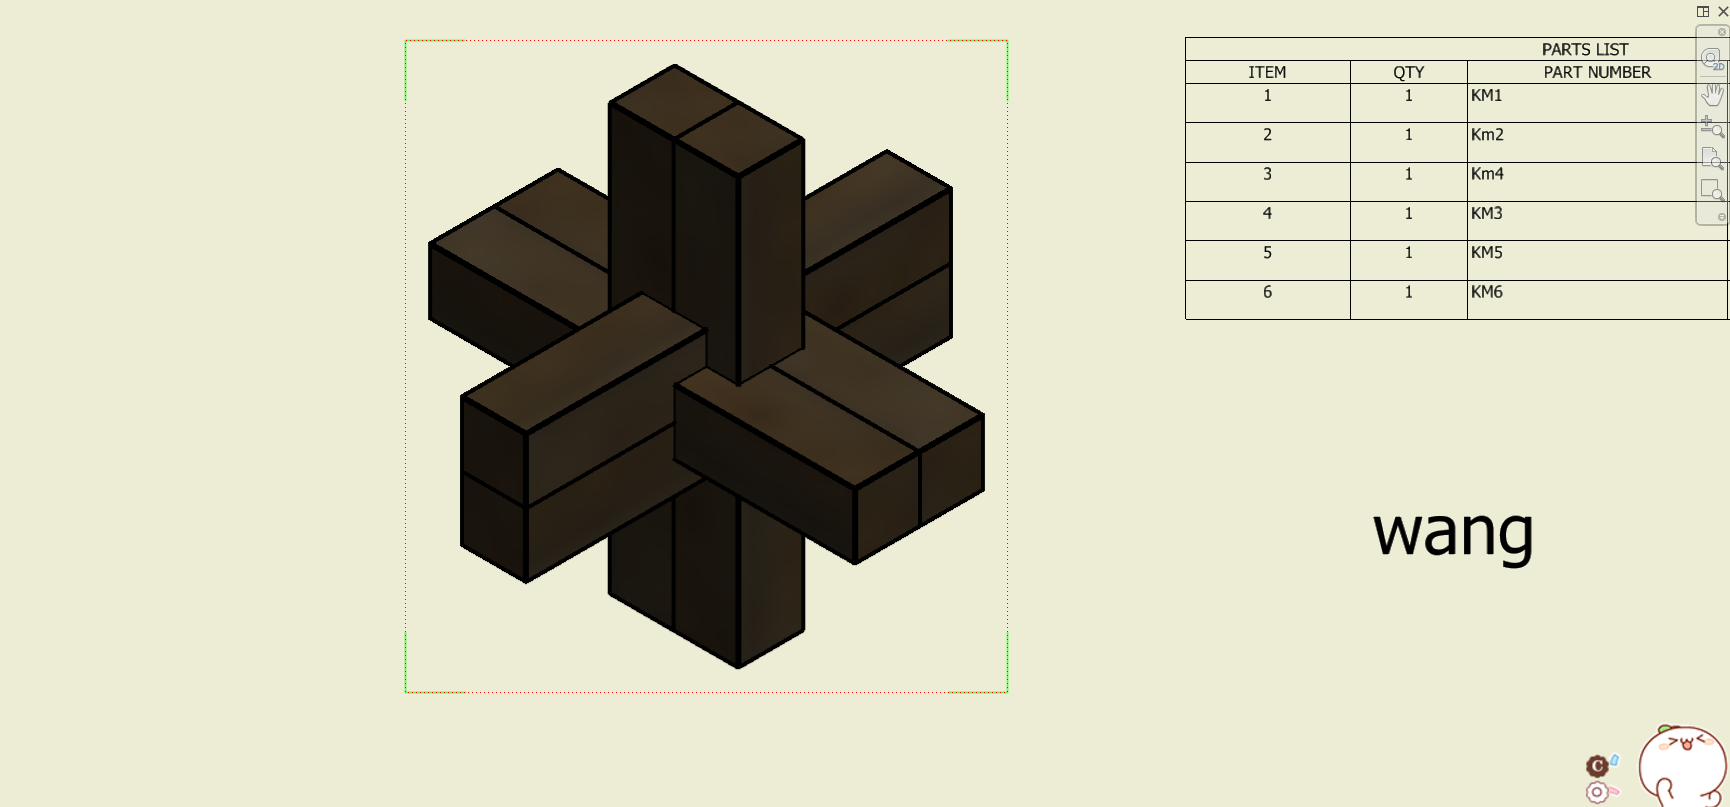 PARTS LIST
ITEM QTY PART NUMBER
1 1 KM1
2 1 Km2
3 1 Km4
4 1 KM3
5 1 KM5
6 1 KM6
2D
wang
C